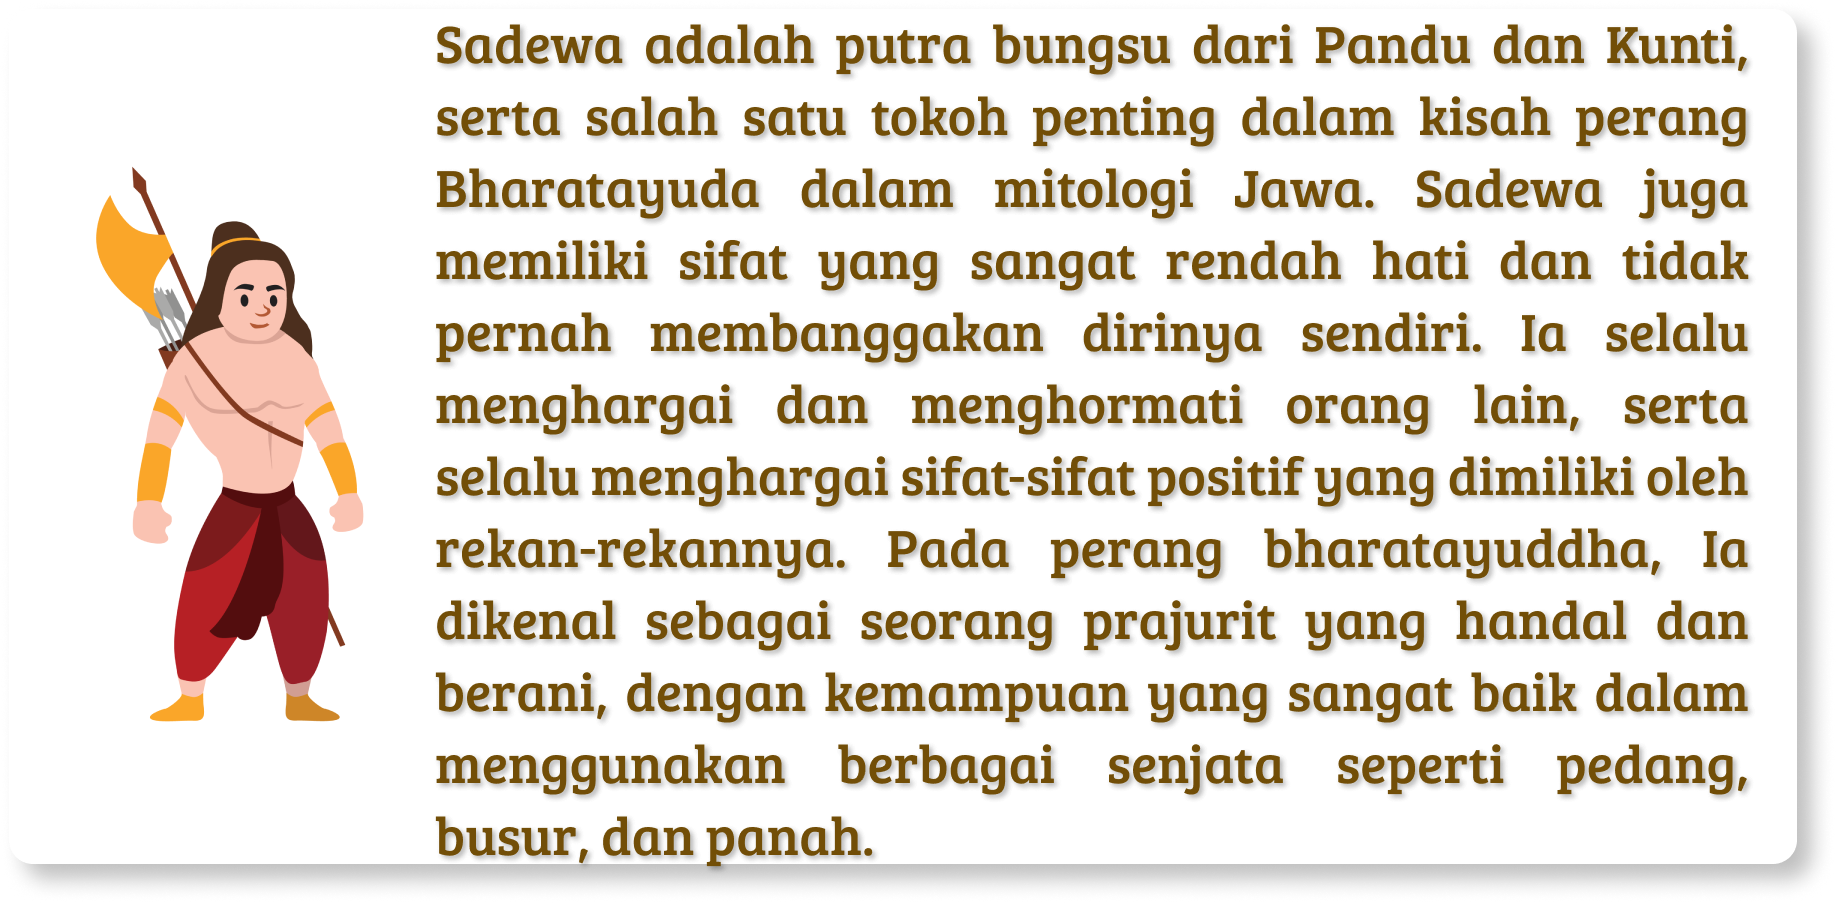 Sadewa adalah putra bungsu dari Pandu dan Kunti,
serta salah satu tokoh penting dalam kisah perang
Bharatayuda dalam mitologi Jawa. Sadewa juga
memiliki sifat yang sangat rendah hati dan tidak
pernah membanggakan dirinya sendiri. Ia selalu
menghargai dan menghormati orang lain, serta
selalu menghargai sifat-sifat positif yang dimiliki oleh
rekan-rekannya. Pada perang bharatayuddha, Ia
dikenal sebagai seorang prajurit yang handal dan
berani, dengan kemampuan yang sangat baik dalam
menggunakan berbagai senjata seperti pedang,
busur, dan panah.